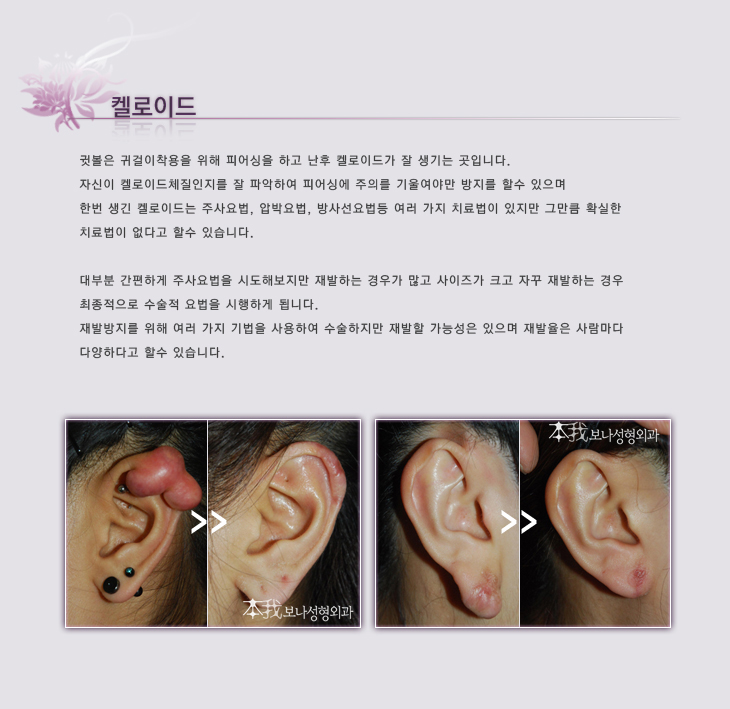 켈로이드
귓볼은 귀걸이착용을 위해 피어싱을 하고 난후 켈로이드가 잘 생기는 곳입니다.
자신이 켈로이드체질인지를 잘 파악하여 피어싱에 주의를 기울여야만 방지를 할수 있으며
한번 생긴 켈로이드는 주사요법, 압박요법, 방사선요법등 여러 가지 치료법이 있지만 그만큼 확실한
치료법이 없다고 할수 있습니다.
대부분 간편하게 주사요법을 시도해보지만 재발하는 경우가 많고 사이즈가 크고 자꾸 재발하는 경우
최종적으로 수술적 요법을 시행하게 됩니다.
재발방지를 위해 여러 가지 기법을 사용하여 수술하지만 재발할 가능성은 있으며 재발율은 사람마다
다양하다고 할수 있습니다.
本我 보나성형외과
>>
>>
本我 보나성형외과